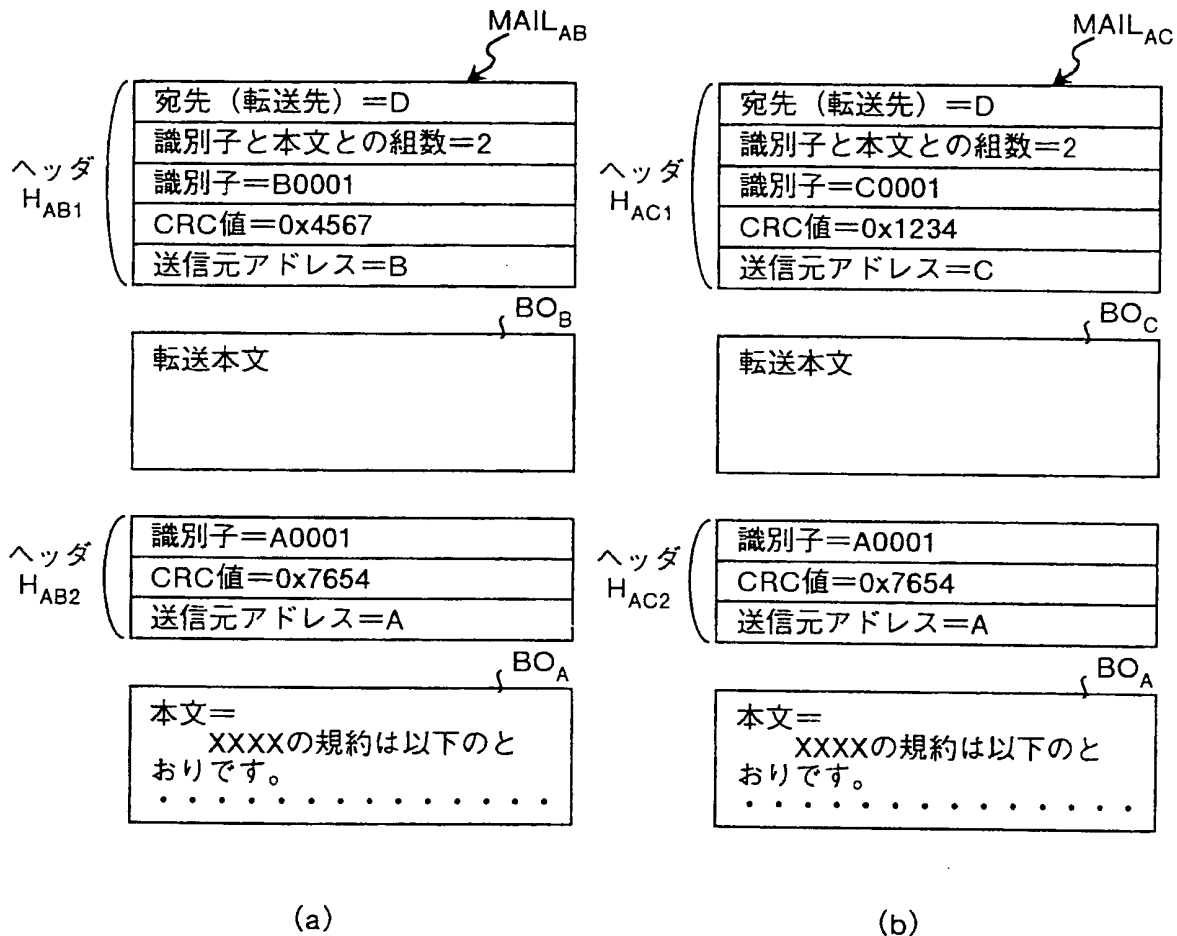 MAIL_AB
宛先（転送先）＝D
識別子と本文との組数＝2
ヘッダ
H_AB1
識別子＝B0001
CRC値＝0x4567
送信元アドレス＝B
BO_B
転送本文
ヘッダ
H_AB2
識別子＝A0001
CRC値＝0x7654
送信元アドレス＝A
BO_A
本文＝
XXXXの規約は以下のと
おりです。
・・・・・・・・・・・・・・
(a)
MAIL_AC
宛先（転送先）＝D
識別子と本文との組数＝2
ヘッダ
H_AC1
識別子＝C0001
CRC値＝0x1234
送信元アドレス＝C
BO_C
転送本文
ヘッダ
H_AC2
識別子＝A0001
CRC値＝0x7654
送信元アドレス＝A
BO_A
本文＝
XXXXの規約は以下のと
おりです。
・・・・・・・・・・・・・・
(b)